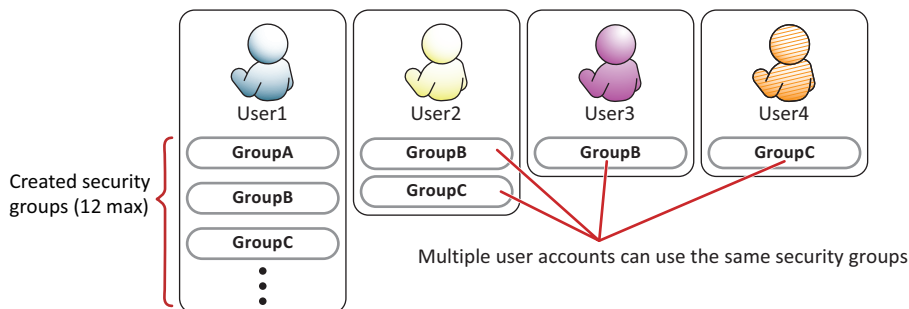 User1
User2
User3
User4
GroupA
GroupB
GroupB
GroupC
GroupC
GroupB
GroupC
Created security
groups (12 max)
Multiple user accounts can use the same security groups